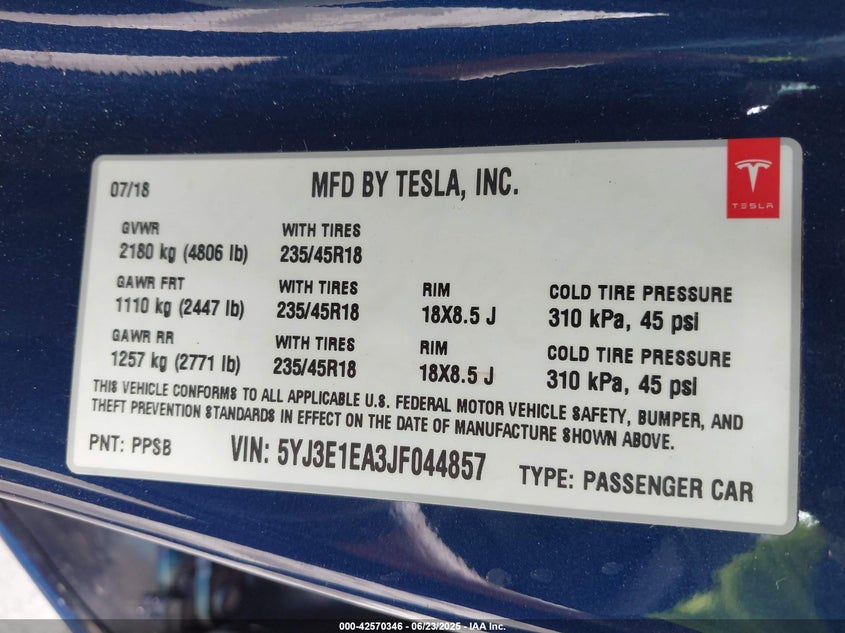 07/18
MFD BY TESLA, INC.
TESLA
GVWR
WITH TIRES
2180 kg (4806 lb)
235/45R18
GAWR FRT
WITH TIRES
RIM
COLD TIRE PRESSURE
1110 kg (2447 lb)
235/45R18
18X8.5 J
310 kPa, 45 psi
GAWR RR
WITH TIRES
RIM
COLD TIRE PRESSURE
1257 kg (2771 lb)
235/45R18
18X8.5 J
310 kPa, 45 psi
THIS VEHICLE CONFORMS TO ALL APPLICABLE U.S. FEDERAL MOTOR VEHICLE SAFETY, BUMPER, AND
THEFT PREVENTION STANDARDS IN EFFECT ON THE DATE OF MANUFACTURE SHOWN ABOVE.
PNT: PPSB
VIN: 5YJ3E1EA3JF044857
TYPE: PASSENGER CAR
000-42570346 - 06/23/2025 - IAA Inc.